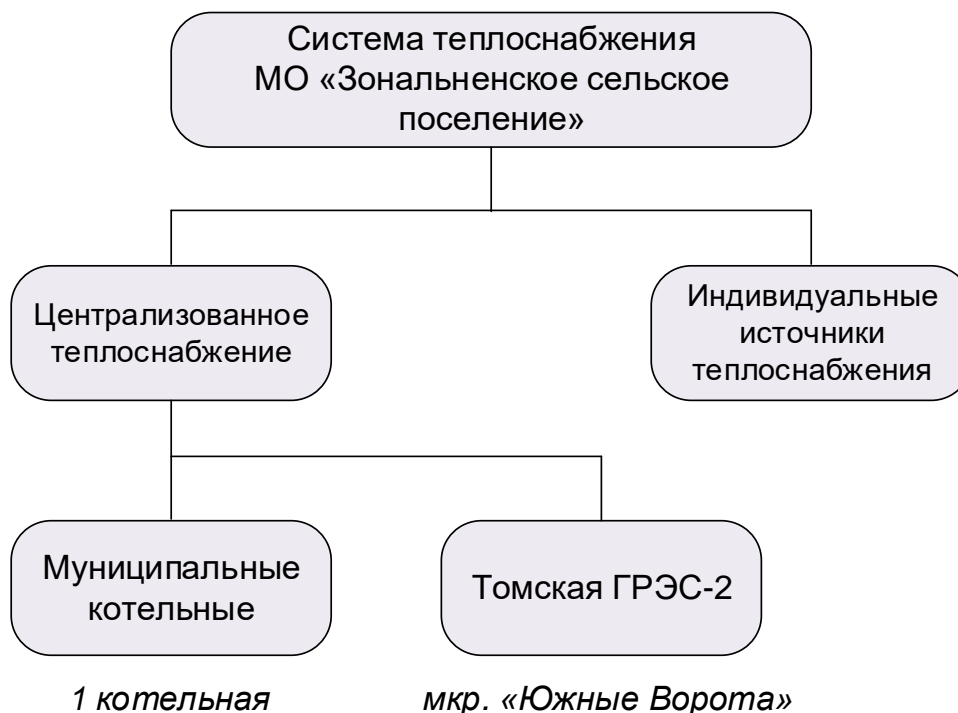 Система теплоснабжения
МО «Зональненское сельское
поселение»
Централизованное
теплоснабжение
Индивидуальные
источники
теплоснабжения
Муниципальные
котельные
Томская ГРЭС-2
1 котельная
мкр. «Южные Ворота»